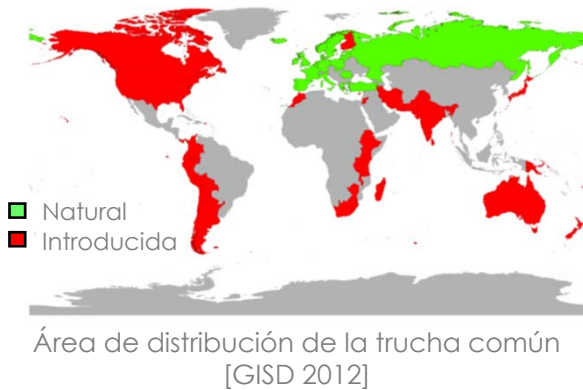 Natural
Introducida
Área de distribución de la trucha común
[GISD 2012]